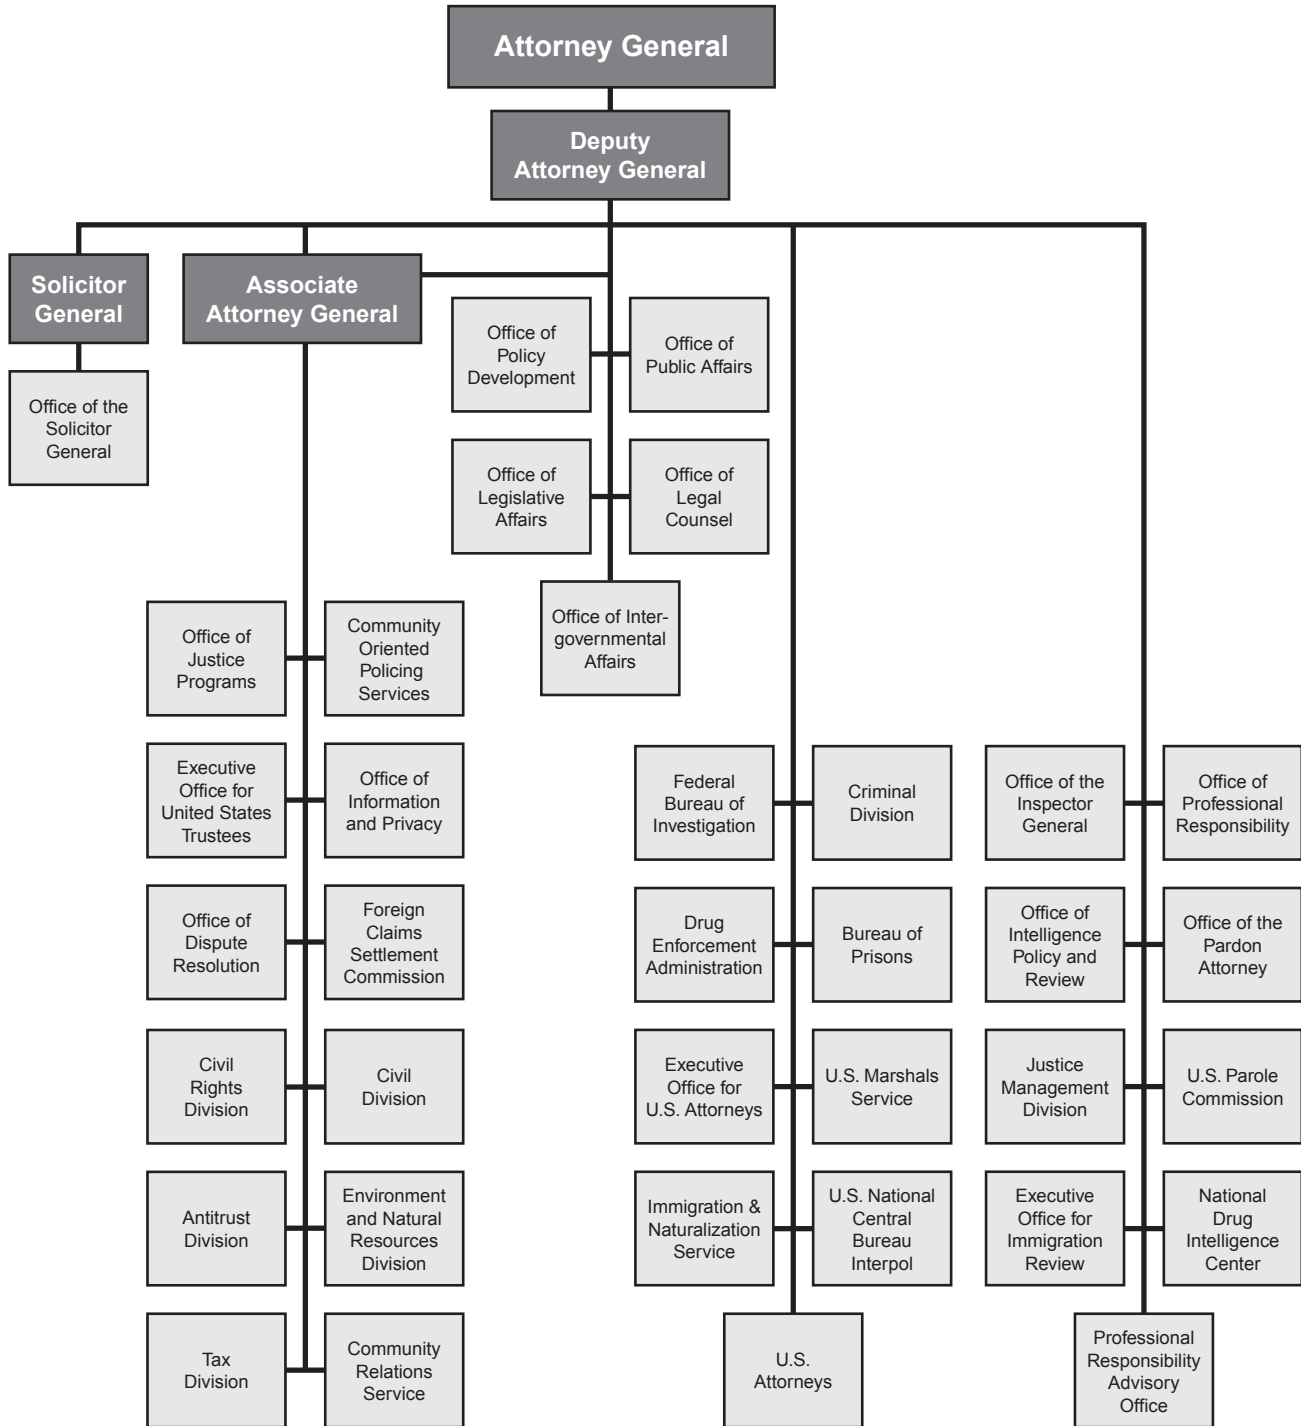 Attorney General
Deputy
Attorney General
Solicitor
General
Associate
Attorney General
Office of the
Solicitor
General
Office of
Policy
Development
Office of
Public Affairs
Office of
Legislative
Affairs
Office of
Legal
Counsel
Office of Inter-
governmental
Affairs
Office of
Justice
Programs
Community
Oriented
Policing
Services
Executive
Office for
United States
Trustees
Office of
Information
and Privacy
Office of
Dispute
Resolution
Foreign
Claims
Settlement
Commission
Civil
Rights
Division
Civil
Division
Antitrust
Division
Environment
and Natural
Resources
Division
Tax
Division
Community
Relations
Service
Federal
Bureau of
Investigation
Criminal
Division
Drug
Enforcement
Administration
Bureau of
Prisons
Executive
Office for
U.S. Attorneys
U.S. Marshals
Service
Immigration &
Naturalization
Service
U.S. National
Central
Bureau
Interpol
U.S.
Attorneys
Office of the
Inspector
General
Office of
Professional
Responsibility
Office of
Intelligence
Policy and
Review
Office of the
Pardon
Attorney
Justice
Management
Division
U.S. Parole
Commission
Executive
Office for
Immigration
Review
National
Drug
Intelligence
Center
Professional
Responsibility
Advisory
Office